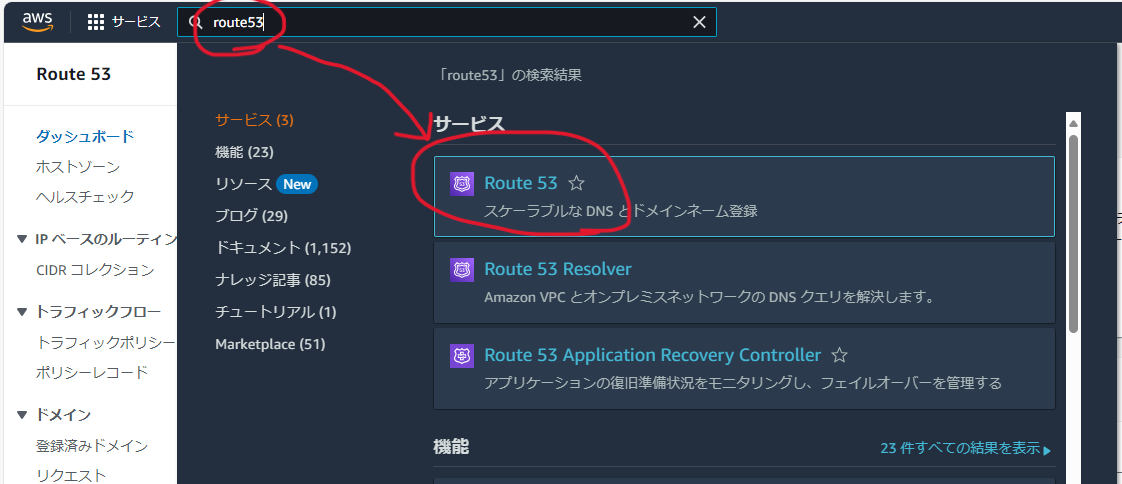 aws
サービス
route53
Route 53
ダッシュボード
ホストゾーン
ヘルスチェック
IP ベースのルーティン
CIDR コレクション
トラフィックフロー
トラフィックポリシー
ポリシーレコード
ドメイン
登録済みドメイン
リクエスト
「route53」の検索結果
サービス (3)
機能 (23)
リソース New
ブログ (29)
ドキュメント (1,152)
ナレッジ記事 (85)
チュートリアル (1)
Marketplace (51)
サービス
Route 53
スケーラブルな DNS とドメインネーム登録
Route 53 Resolver
Amazon VPC とオンプレミスネットワークの DNS クエリを解決します。
Route 53 Application Recovery Controller
アプリケーションの復旧準備状況をモニタリングし、フェイルオーバーを管理する
機能
23 件すべての結果を表示